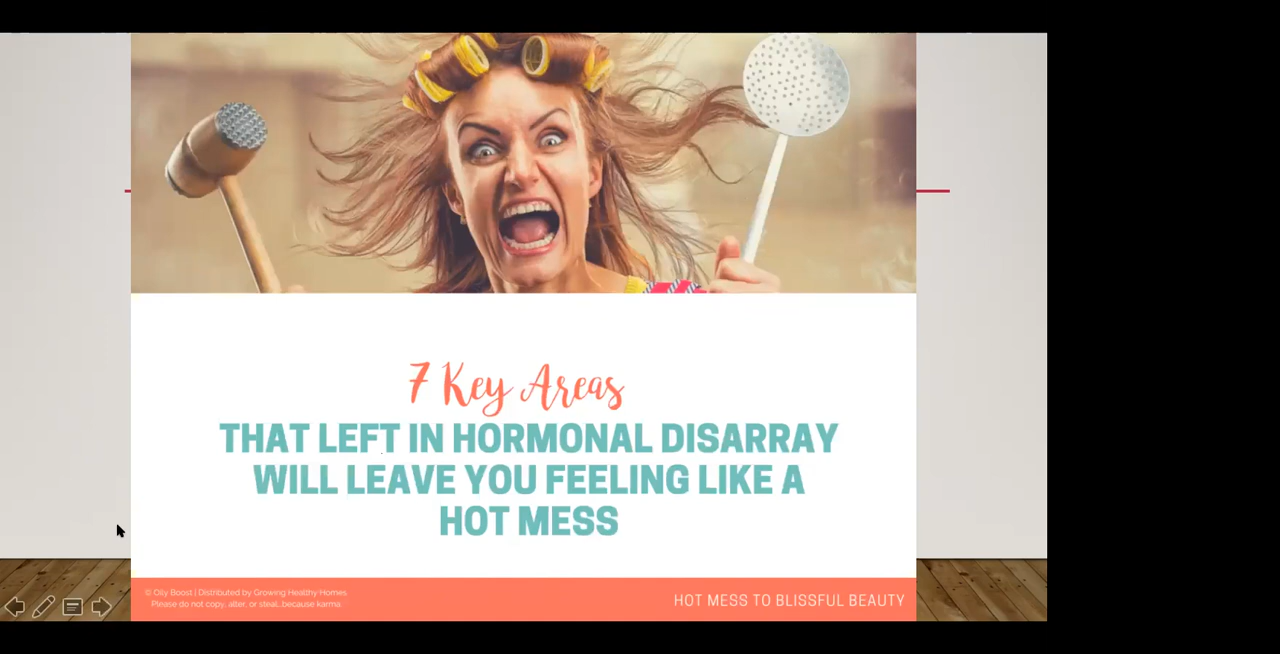 7 Key Areas
THAT LEFT IN HORMONAL DISARRAY
WILL LEAVE YOU FEELING LIKE A
HOT MESS
© Oily Boost | Distributed by Growing Healthy Homes.
Please do not copy, alter, or steal...because karma.
HOT MESS TO BLISSFUL BEAUTY